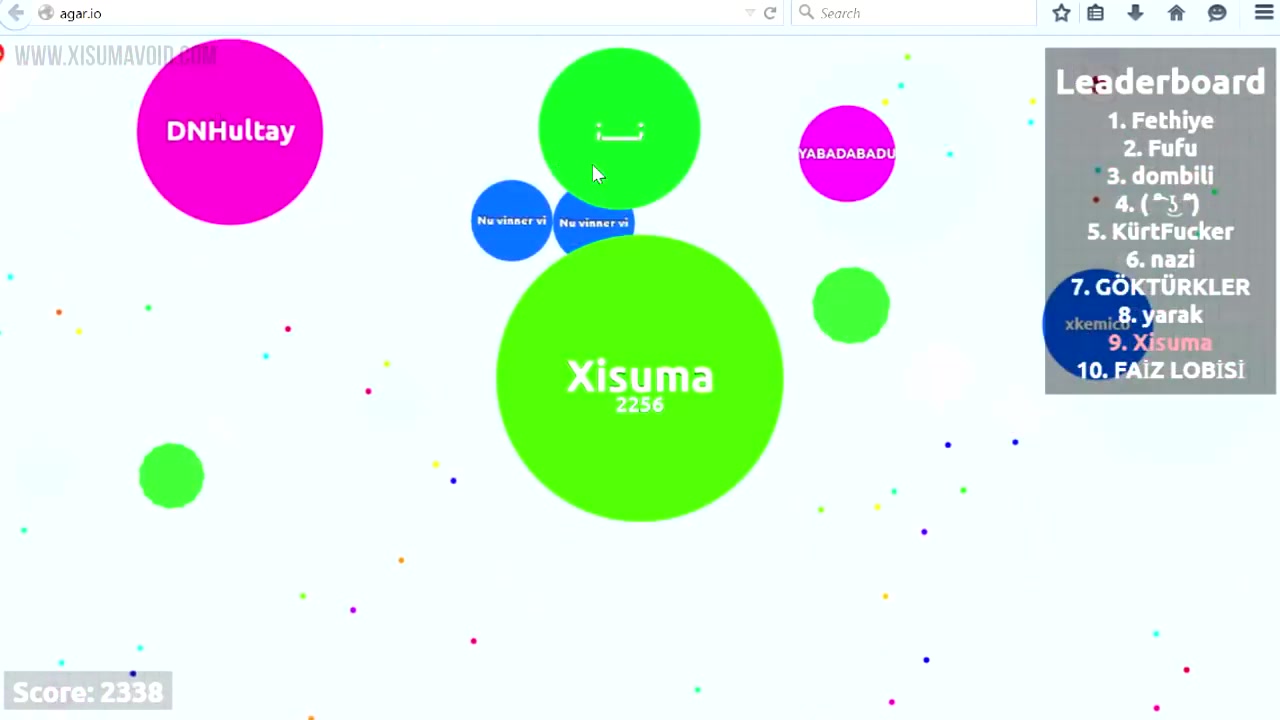 agar.io
Search
WWW.XISUMAVOID.COM
DNHultay
;___;
YABADABADU
Nu vinner vi
Nu vinner vi
Xisuma
2256
xkemico
Leaderboard
1. Fethiye
2. Fufu
3. dombili
4. ( ͡° ͜ʖ ͡°)
5. KürtFucker
6. nazi
7. GÖKTÜRKLER
8. yarak
9. Xisuma
10. FAİZ LOBİSİ
Score: 2338